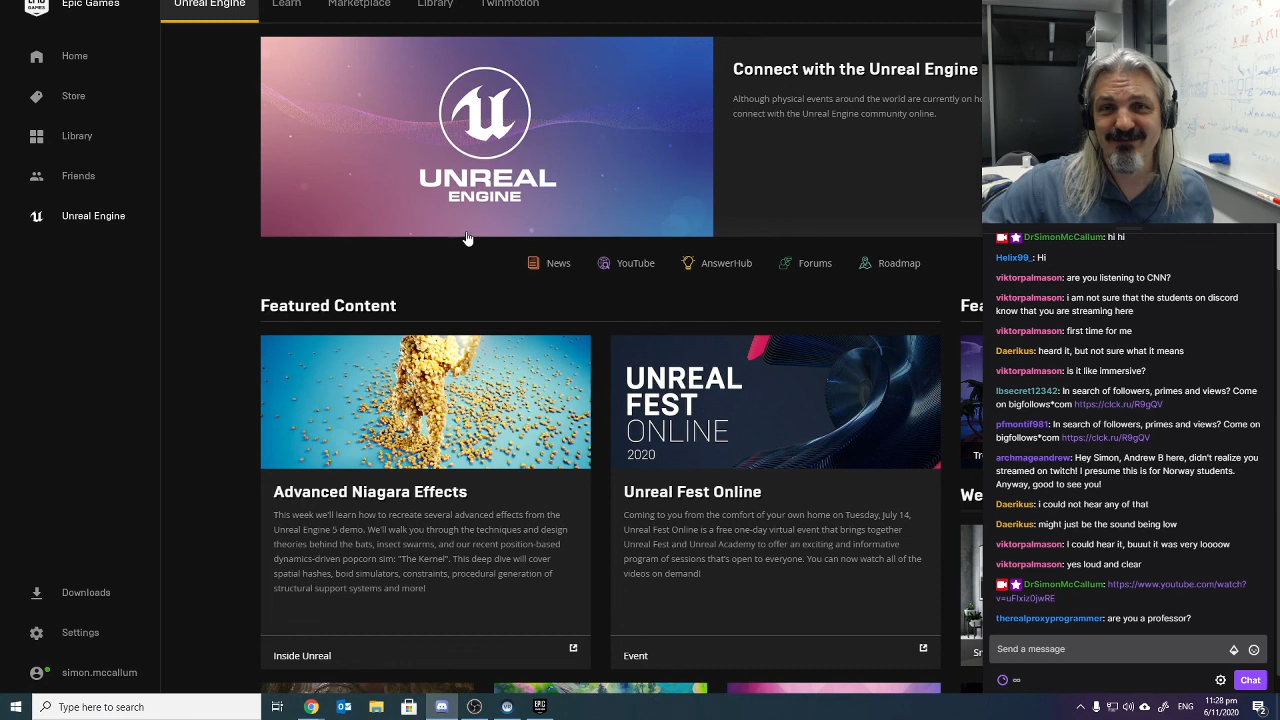 EPIC
GAMES
Epic Games
Unreal Engine
Learn
Marketplace
Library
Twinmotion
Home
Store
Library
Friends
Unreal Engine
UNREAL
ENGINE
Connect with the Unreal Engine
Although physical events around the world are currently on
connect with the Unreal Engine community online.
News
YouTube
AnswerHub
Forums
Roadmap
Featured Content
UNREAL
FEST
ONLINE
2020
Advanced Niagara Effects
This week we'll learn how to recreate several advanced effects from the
Unreal Engine 5 demo. We'll walk you through the techniques and design
theories behind the bats, insect swarms, and our recent position-based
dynamics-driven popcorn sim: "The Kernel". This deep dive will cover
spatial hashes, boid simulators, constraints, procedural generation of
structural support systems and more!
Inside Unreal
Unreal Fest Online
Coming to you from the comfort of your own home on Tuesday, July 14,
Unreal Fest Online is a free one-day virtual event that brings together
Unreal Fest and Unreal Academy to offer an exciting and informative
program of sessions that's open to everyone. You can now watch all of the
videos on demand!
Event
DrSimonMcCallum: hi hi
Helix99_: Hi
viktorpalmason: are you listening to CNN?
viktorpalmason: i am not sure that the students on discord
know that you are streaming here
viktorpalmason: first time for me
Daerikus: heard it, but not sure what it means
viktorpalmason: is it like immersive?
lbsecret12342: In search of followers, primes and views? Come
on bigfollows*com https://clck.ru/R9gQV
pfmontif981: In search of followers, primes and views? Come on
bigfollows*com https://clck.ru/R9gQV
archmageandrew: Hey Simon, Andrew B here, didn't realize you
streamed on twitch! I presume this is for Norway students.
Anyway, good to see you!
Daerikus: i could not hear any of that
Daerikus: might just be the sound being low
viktorpalmason: I could hear it, buuut it was very loooow
viktorpalmason: yes loud and clear
DrSimonMcCallum: https://www.youtube.com/watch?
v=uFIxiz0jwRE
therealproxyprogrammer: are you a professor?
Send a message
Chat
Downloads
Settings
simon.mccallum
Type here to search
11:28 pm
6/11/2020
2